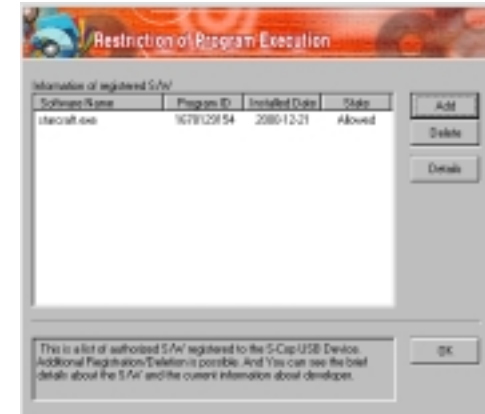 Restriction of Program Execution
Information of registered S/W
Software Name Program ID Installed Date State
starcraft.exe 1678129154 2000-12-21 Allowed
Add
Delete
Details
This is a list of authorized S/W registered to the S-Cap USB Device.
Additional Registration/Deletion is possible. And You can see the brief
details about the S/W and the current information about developer.
OK